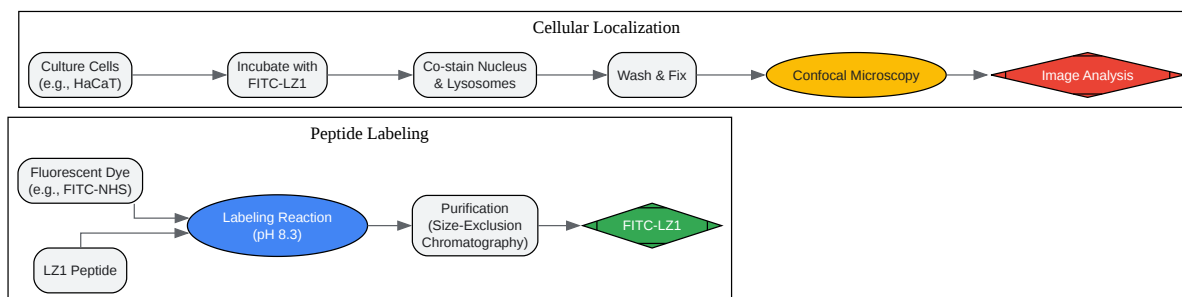 Cellular Localization
Culture Cells
(e.g., HaCaT)
Incubate with
FITC-LZ1
Co-stain Nucleus
& Lysosomes
Wash & Fix
Confocal Microscopy
Image Analysis
Peptide Labeling
Fluorescent Dye
(e.g., FITC-NHS)
LZ1 Peptide
Labeling Reaction
(pH 8.3)
Purification
(Size-Exclusion
Chromatography)
FITC-LZ1